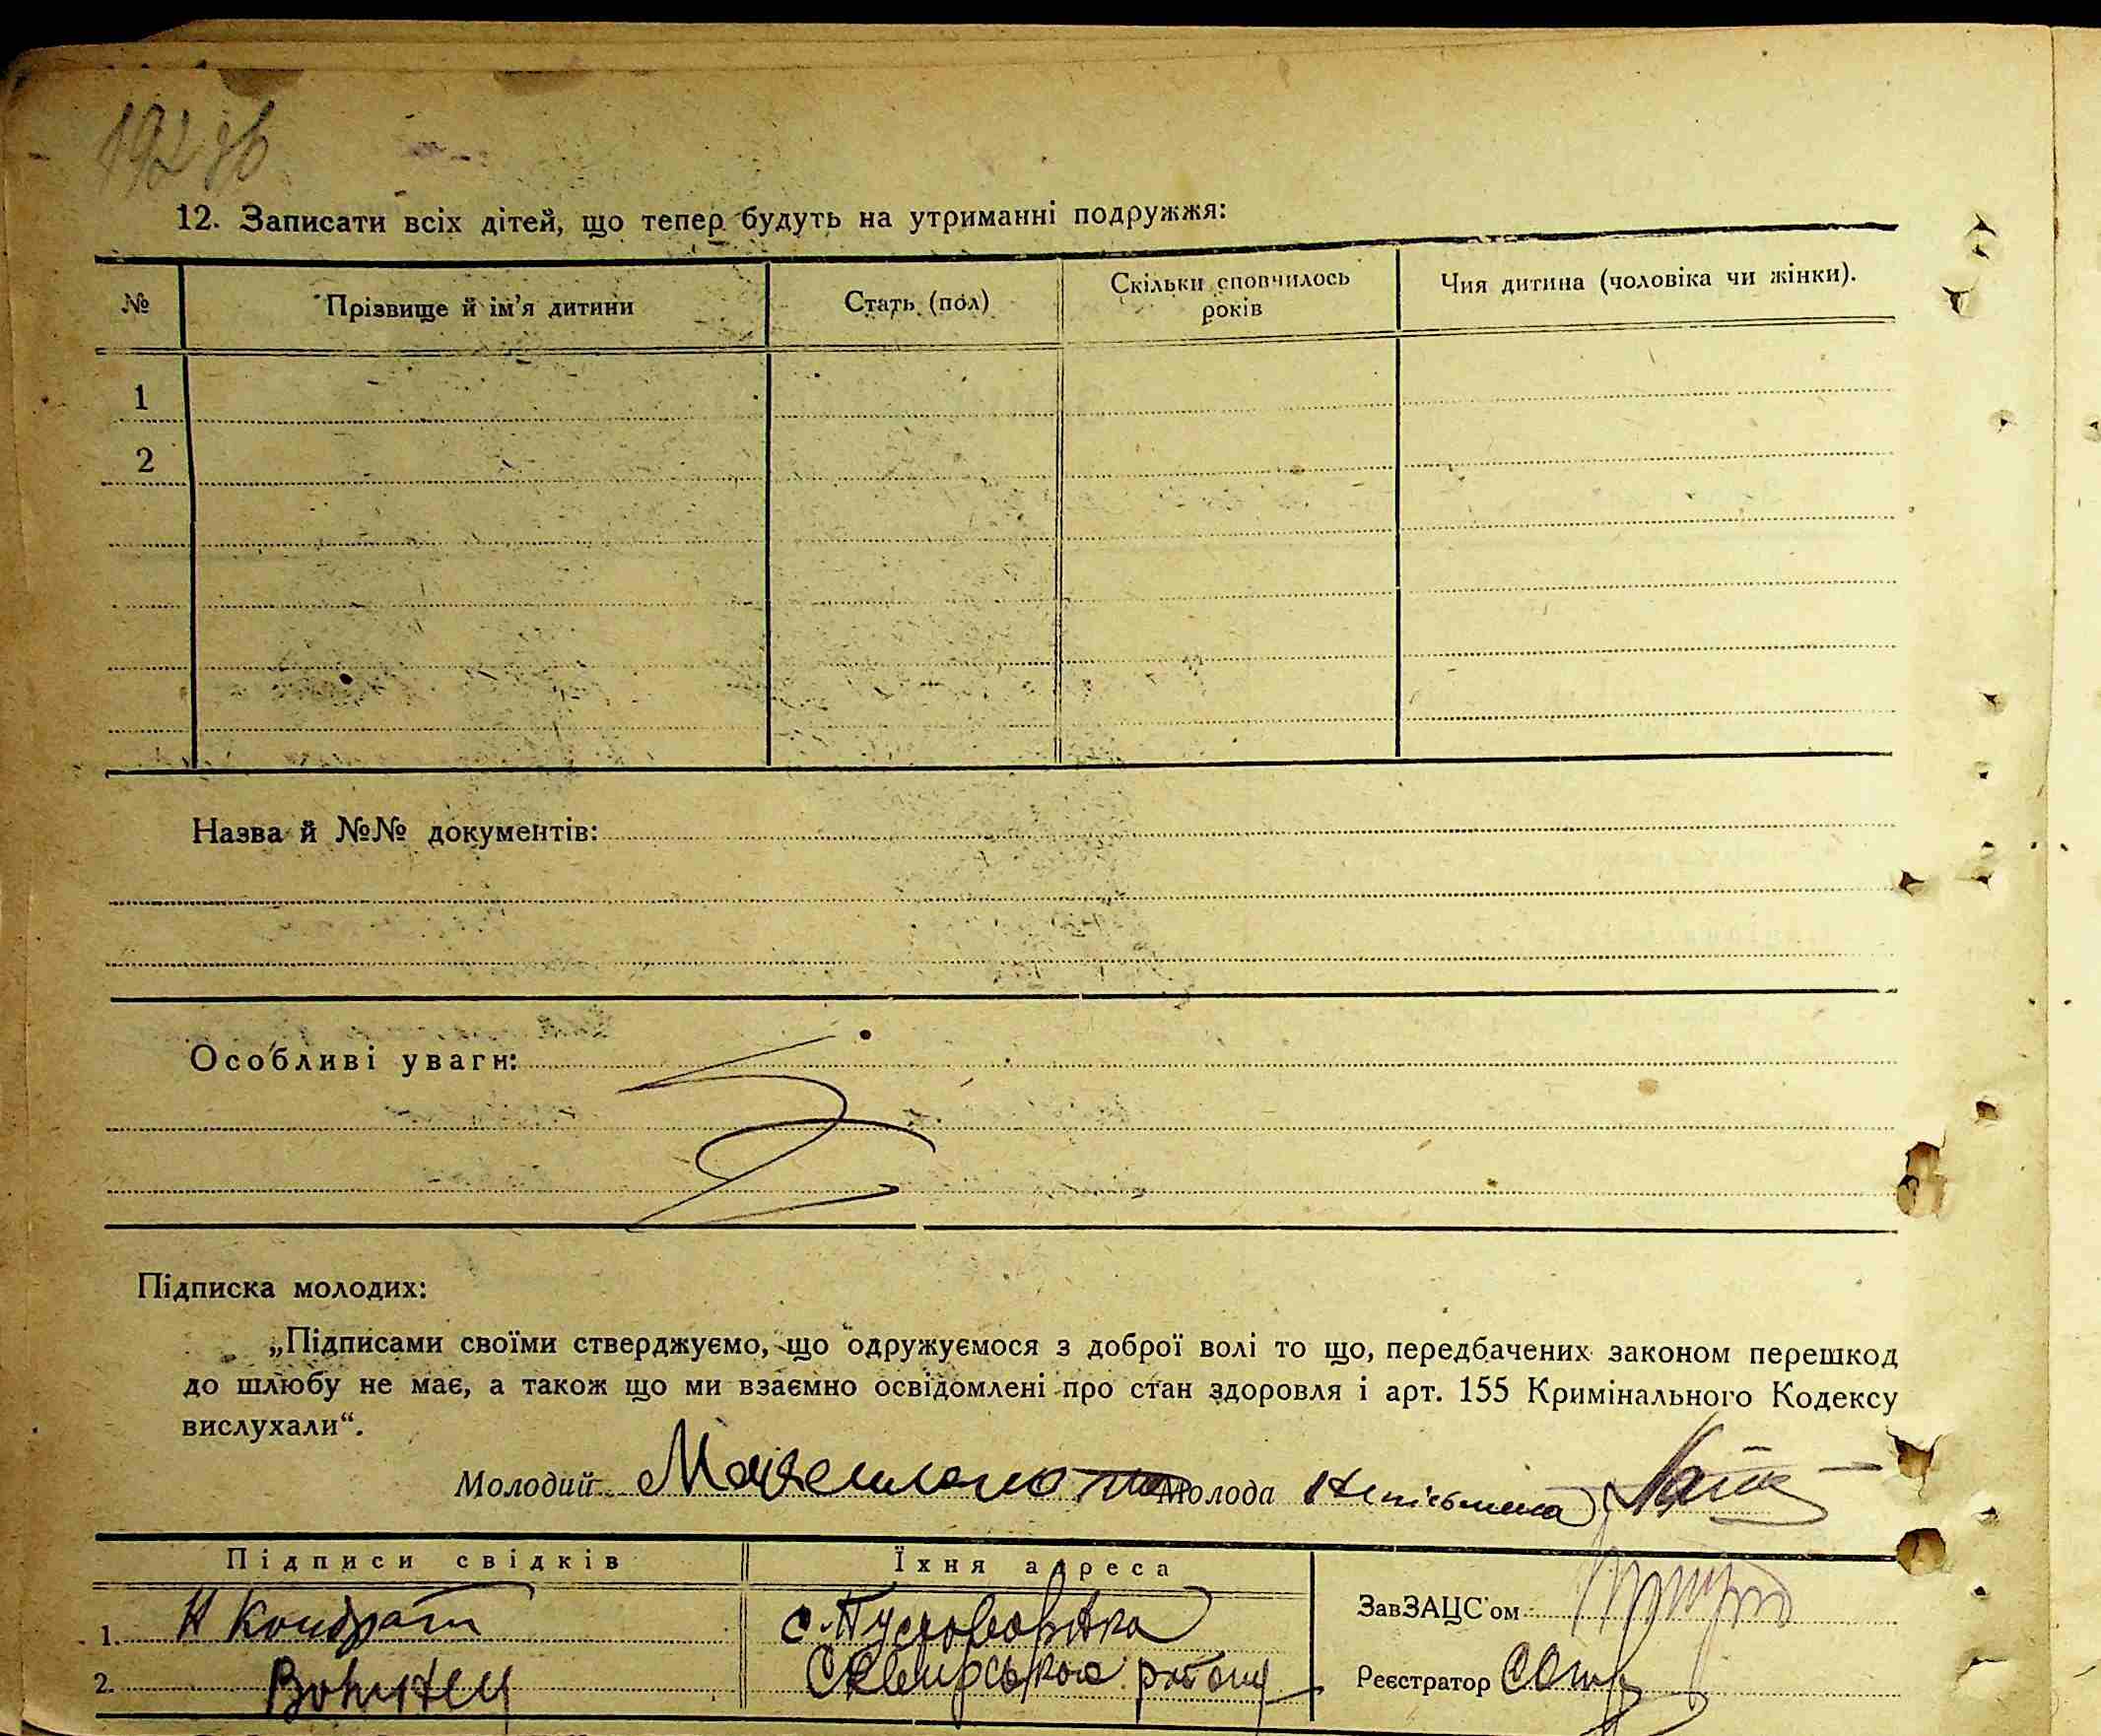 12. Записати всіх дітей, що тепер будуть на утриманні подружжя:
№ Прізвище й ім'я дитини Стать (пол) Скільки сповнилось років Чия дитина (чоловіка чи жінки).
1
2
Назва й №№ документів:
Особливі уваги:
Підписка молодих:
„Підписами своїми стверджуємо, що одружуємося з доброї волі то що, передбачених законом перешкод
до шлюбу не має, а також що ми взаємно освідомлені про стан здоровля і арт. 155 Кримінального Кодексу
вислухали“.
Молодий Молода Неписьмена
Підписи свідків Їхня адреса
ЗавЗАЦС'ом
1. Н Кондрат с. Пустоварівка
2. Сквирського району Реєстратор